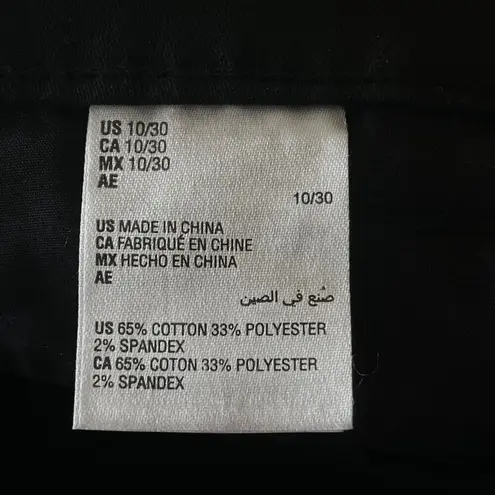 US 10/30
CA 10/30
MX 10/30
AE
10/30
US MADE IN CHINA
CA FABRIQUÉ EN CHINE
MX HECHO EN CHINA
AE
صُنع في الصين
US 65% COTTON 33% POLYESTER
2% SPANDEX
CA 65% COTON 33% POLYESTER
2% SPANDEX